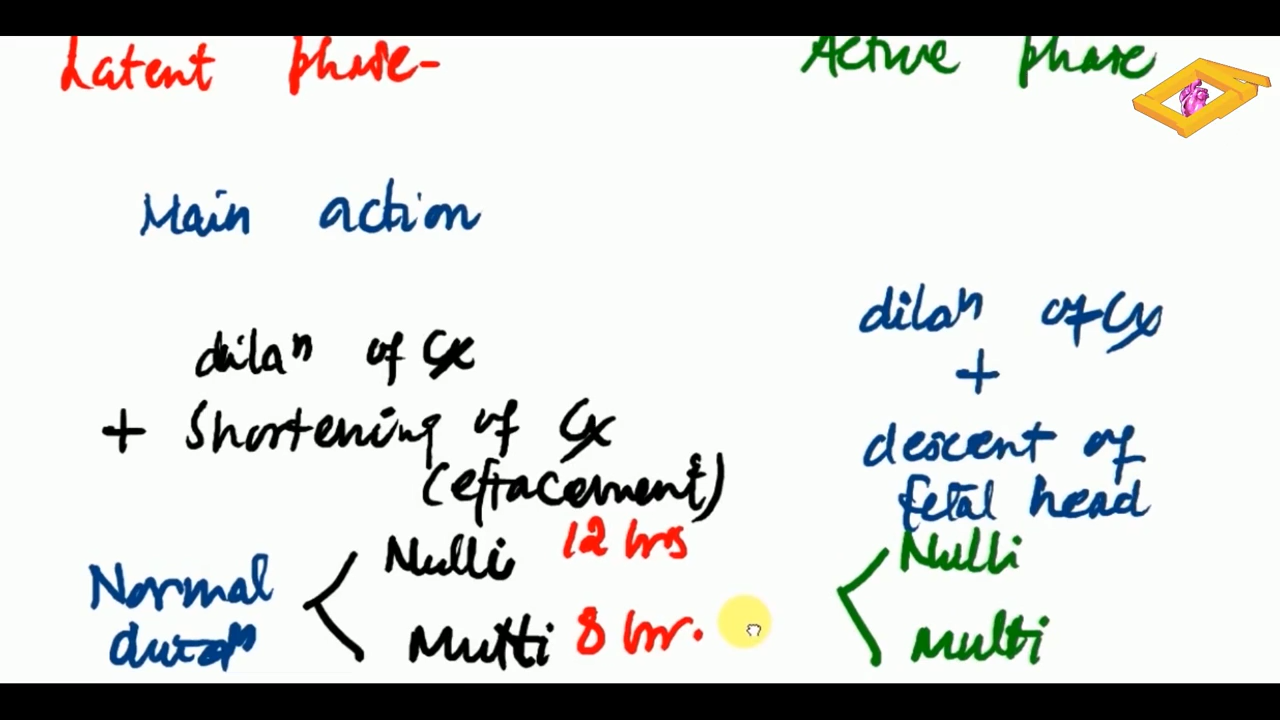 Latent phase-
Active phase
Main action
dilaⁿ of Cx
+ Shortening of Cx
(effacement)
dilaⁿ of Cx
+
descent of
fetal head
Normal
duraⁿ
Nulli 12 hrs
Multi 8 hr.
Nulli
Multi